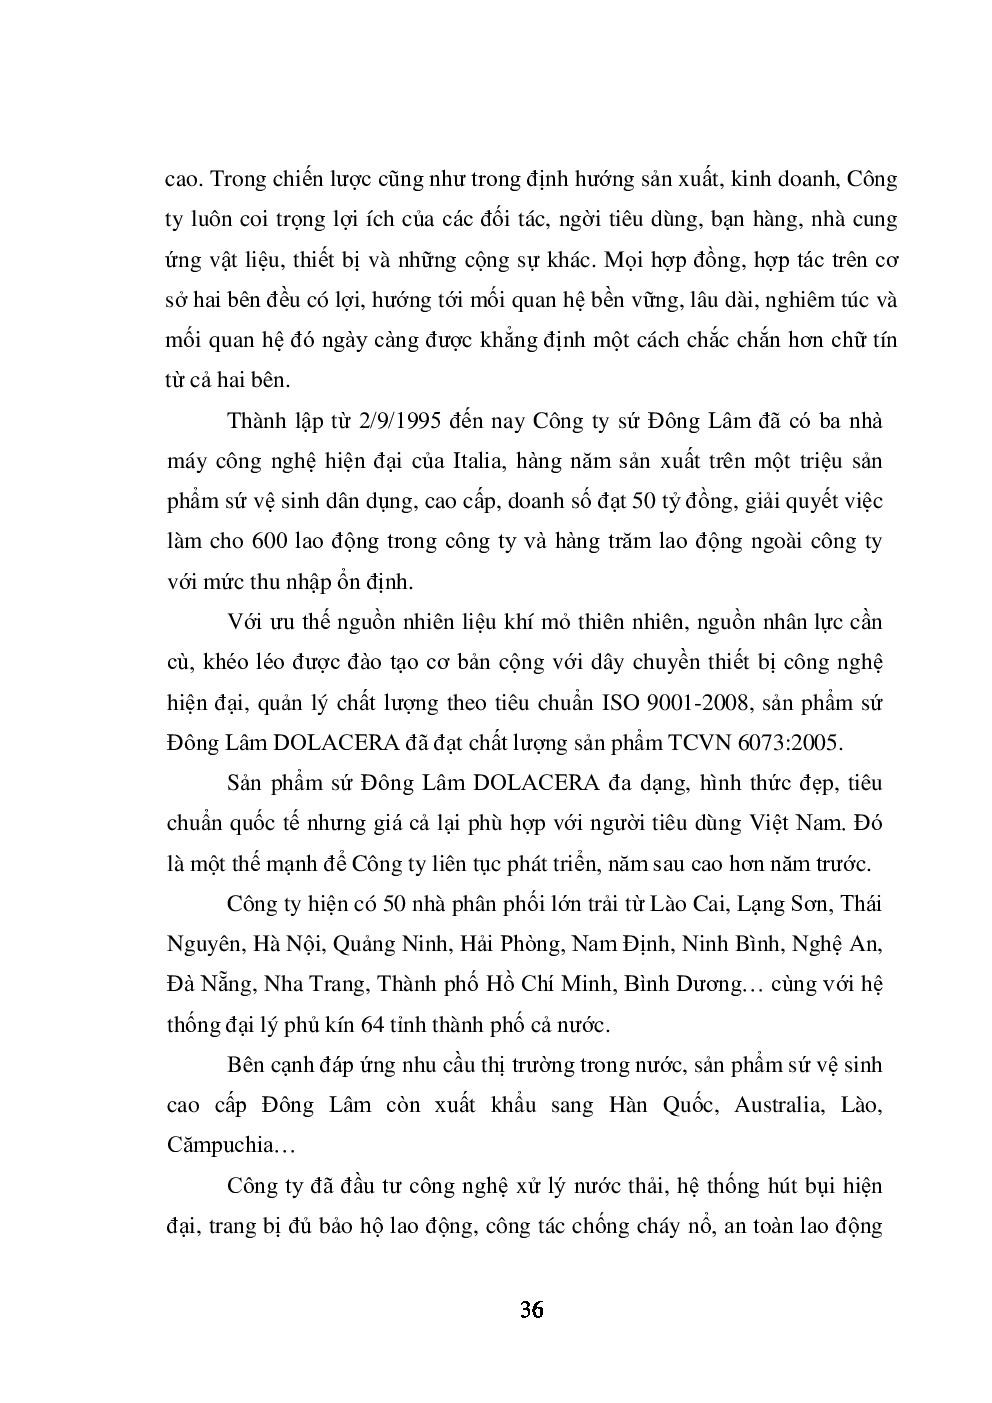 cao. Trong chiến lược cũng như trong định hướng sản xuất, kinh doanh, Công
ty luôn coi trọng lợi ích của các đối tác, ngời tiêu dùng, bạn hàng, nhà cung
ứng vật liệu, thiết bị và những cộng sự khác. Mọi hợp đồng, hợp tác trên cơ
sở hai bên đều có lợi, hướng tới mối quan hệ bền vững, lâu dài, nghiêm túc và
mối quan hệ đó ngày càng được khẳng định một cách chắc chắn hơn chữ tín
từ cả hai bên.
Thành lập từ 2/9/1995 đến nay Công ty sứ Đông Lâm đã có ba nhà
máy công nghệ hiện đại của Italia, hàng năm sản xuất trên một triệu sản
phẩm sứ vệ sinh dân dụng, cao cấp, doanh số đạt 50 tỷ đồng, giải quyết việc
làm cho 600 lao động trong công ty và hàng trăm lao động ngoài công ty
với mức thu nhập ổn định.
Với ưu thế nguồn nhiên liệu khí mỏ thiên nhiên, nguồn nhân lực cần
cù, khéo léo được đào tạo cơ bản cộng với dây chuyền thiết bị công nghệ
hiện đại, quản lý chất lượng theo tiêu chuẩn ISO 9001-2008, sản phẩm sứ
Đông Lâm DOLACERA đã đạt chất lượng sản phẩm TCVN 6073:2005.
Sản phẩm sứ Đông Lâm DOLACERA đa dạng, hình thức đẹp, tiêu
chuẩn quốc tế nhưng giá cả lại phù hợp với người tiêu dùng Việt Nam. Đó
là một thế mạnh để Công ty liên tục phát triển, năm sau cao hơn năm trước.
Công ty hiện có 50 nhà phân phối lớn trải từ Lào Cai, Lạng Sơn, Thái
Nguyên, Hà Nội, Quảng Ninh, Hải Phòng, Nam Định, Ninh Bình, Nghệ An,
Đà Nẵng, Nha Trang, Thành phố Hồ Chí Minh, Bình Dương… cùng với hệ
thống đại lý phủ kín 64 tỉnh thành phố cả nước.
Bên cạnh đáp ứng nhu cầu thị trường trong nước, sản phẩm sứ vệ sinh
cao cấp Đông Lâm còn xuất khẩu sang Hàn Quốc, Australia, Lào,
Cămpuchia…
Công ty đã đầu tư công nghệ xử lý nước thải, hệ thống hút bụi hiện
đại, trang bị đủ bảo hộ lao động, công tác chống cháy nổ, an toàn lao động
36